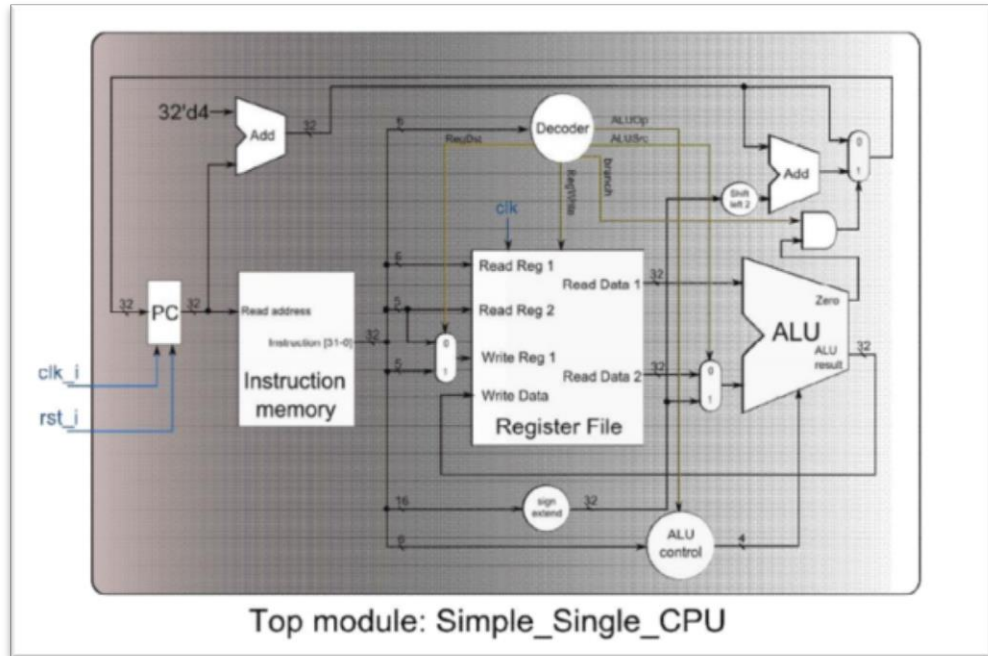 32'd4
Add
32
6
Decoder
RegDst
ALUOp
ALUSrc
RegWrite
branch
clk
Add
Shift
left 2
0
1
32
PC
32
Read address
Instruction [31-0]
Instruction
memory
32
5
Read Reg 1
5
Read Reg 2
0
1
5
Write Reg 1
Write Data
Read Data 1
32
Read Data 2
32
Register File
0
1
Zero
ALU
ALU
result
32
clk_i
rst_i
16
sign
extend
32
6
ALU
control
4
Top module: Simple_Single_CPU